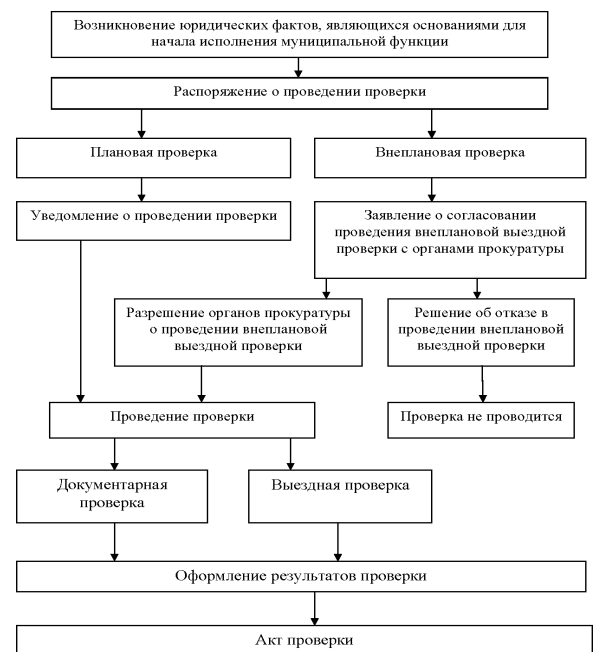 Возникновение юридических фактов, являющихся основаниями для
начала исполнения муниципальной функции
Распоряжение о проведении проверки
Плановая проверка
Внеплановая проверка
Уведомление о проведении проверки
Заявление о согласовании
проведения внеплановой выездной
проверки с органами прокуратуры
Разрешение органов прокуратуры
о проведении внеплановой
выездной проверки
Решение об отказе в
проведении внеплановой
выездной проверки
Проведение проверки
Проверка не проводится
Документарная
проверка
Выездная проверка
Оформление результатов проверки
Акт проверки